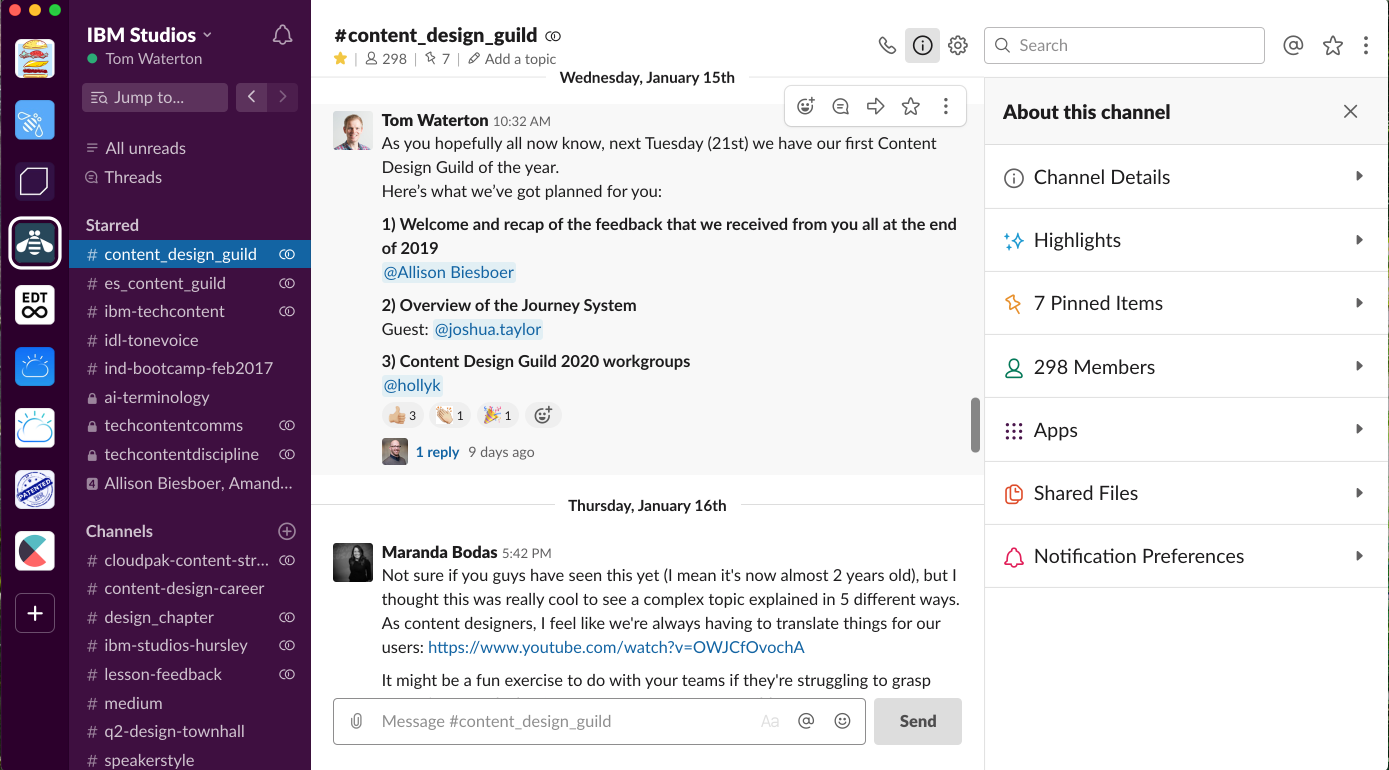 IBM Studios
Tom Waterton
Jump to...
All unreads
Threads
Starred
# content_design_guild
# es_content_guild
# ibm-techcontent
# idl-tonevoice
# ind-bootcamp-feb2017
ai-terminology
techcontentcomms
techcontentdiscipline
4 Allison Biesboer, Amand...
Channels
# cloudpak-content-str...
# content-design-career
# design_chapter
# ibm-studios-hursley
# lesson-feedback
# medium
# q2-design-townhall
# speakerstyle
EDT
PATENTED
#content_design_guild
298 | 7 | Add a topic
Search
Wednesday, January 15th
Tom Waterton 10:32 AM
As you hopefully all now know, next Tuesday (21st) we have our first Content
Design Guild of the year.
Here’s what we’ve got planned for you:
1) Welcome and recap of the feedback that we received from you all at the end
of 2019
@Allison Biesboer
2) Overview of the Journey System
Guest: @joshua.taylor
3) Content Design Guild 2020 workgroups
@hollyk
3 1 1
1 reply 9 days ago
Thursday, January 16th
Maranda Bodas 5:42 PM
Not sure if you guys have seen this yet (I mean it's now almost 2 years old), but I
thought this was really cool to see a complex topic explained in 5 different ways.
As content designers, I feel like we're always having to translate things for our
users: https://www.youtube.com/watch?v=OWJCfOvochA
It might be a fun exercise to do with your teams if they're struggling to grasp
Message #content_design_guild
Aa @
Send
About this channel
Channel Details
Highlights
7 Pinned Items
298 Members
Apps
Shared Files
Notification Preferences